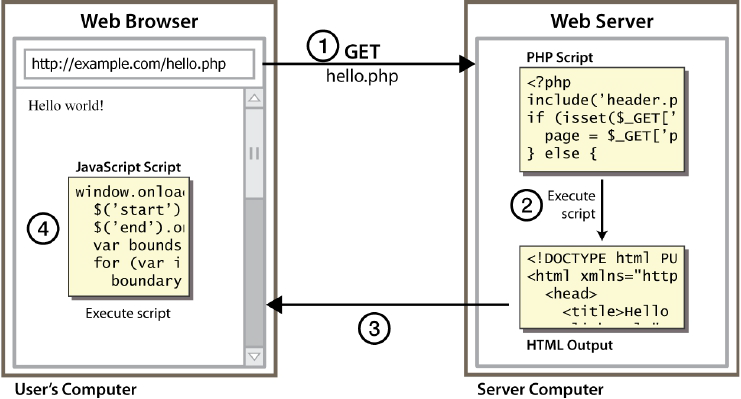 Web Browser
http://example.com/hello.php
Hello world!
JavaScript Script
window.onloa
$('start')
$('end').o
var bounds
for (var i
boundary
4
Execute script
User's Computer
1 GET
hello.php
3
Web Server
PHP Script
<?php
include('header.p
if (isset($_GET['
page = $_GET['p
} else {
2
Execute
script
<!DOCTYPE html PU
<html xmlns="http
<head>
<title>Hello
HTML Output
Server Computer